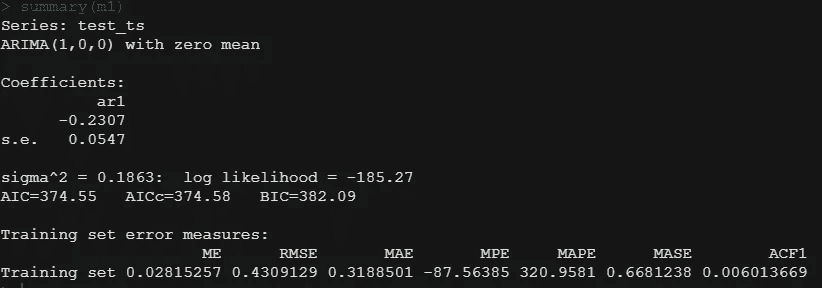 > summary(m1)
Series: test_ts
ARIMA(1,0,0) with zero mean
Coefficients:
ar1
-0.2307
s.e. 0.0547
sigma^2 = 0.1863: log likelihood = -185.27
AIC=374.55 AICc=374.58 BIC=382.09
Training set error measures:
ME RMSE MAE MPE MAPE MASE ACF1
Training set 0.02815257 0.4309129 0.3188501 -87.56385 320.9581 0.6681238 0.006013669